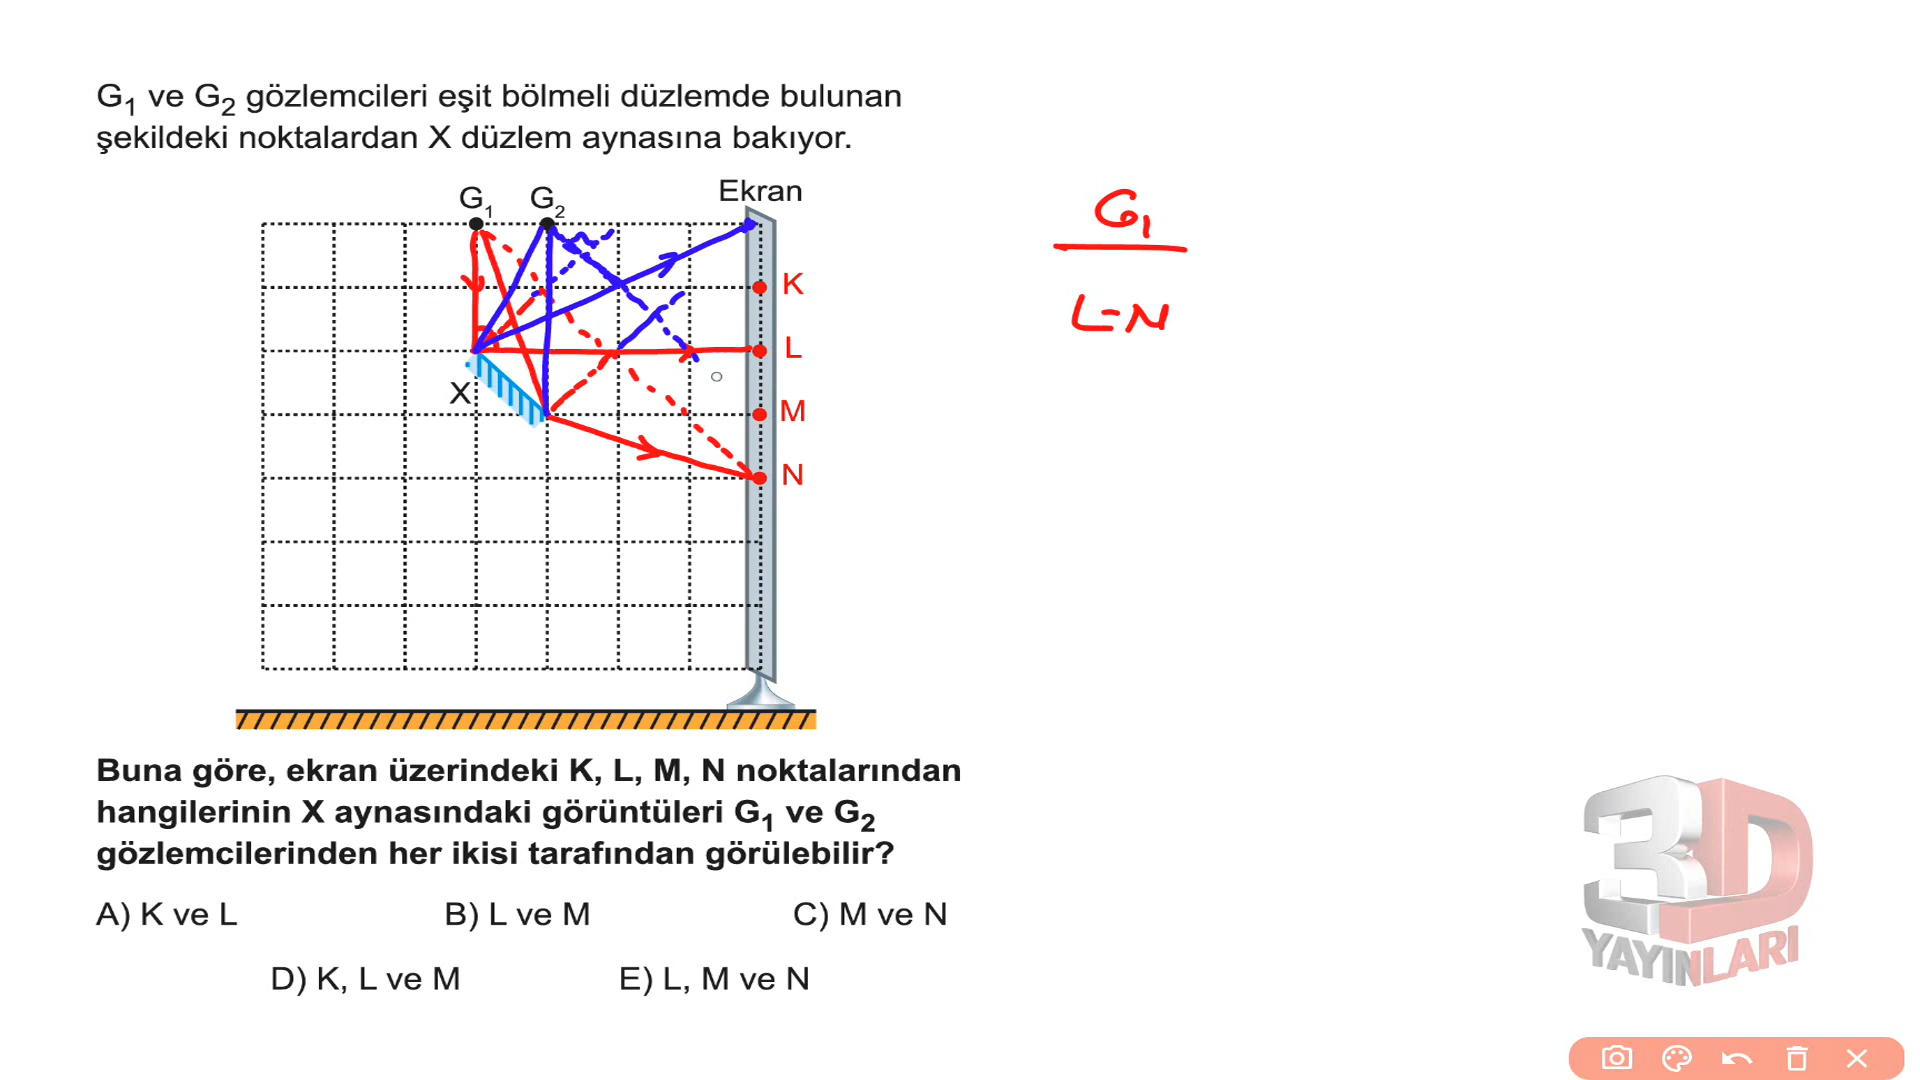 G1 ve G2 gözlemcileri eşit bölmeli düzlemde bulunan
şekildeki noktalardan X düzlem aynasına bakıyor.
G1 G2 Ekran
K
L
X
M
N
G1
L-N
Buna göre, ekran üzerindeki K, L, M, N noktalarından
hangilerinin X aynasındaki görüntüleri G1 ve G2
gözlemcilerinden her ikisi tarafından görülebilir?
A) K ve L B) L ve M C) M ve N
D) K, L ve M E) L, M ve N
3D
YAYINLARI